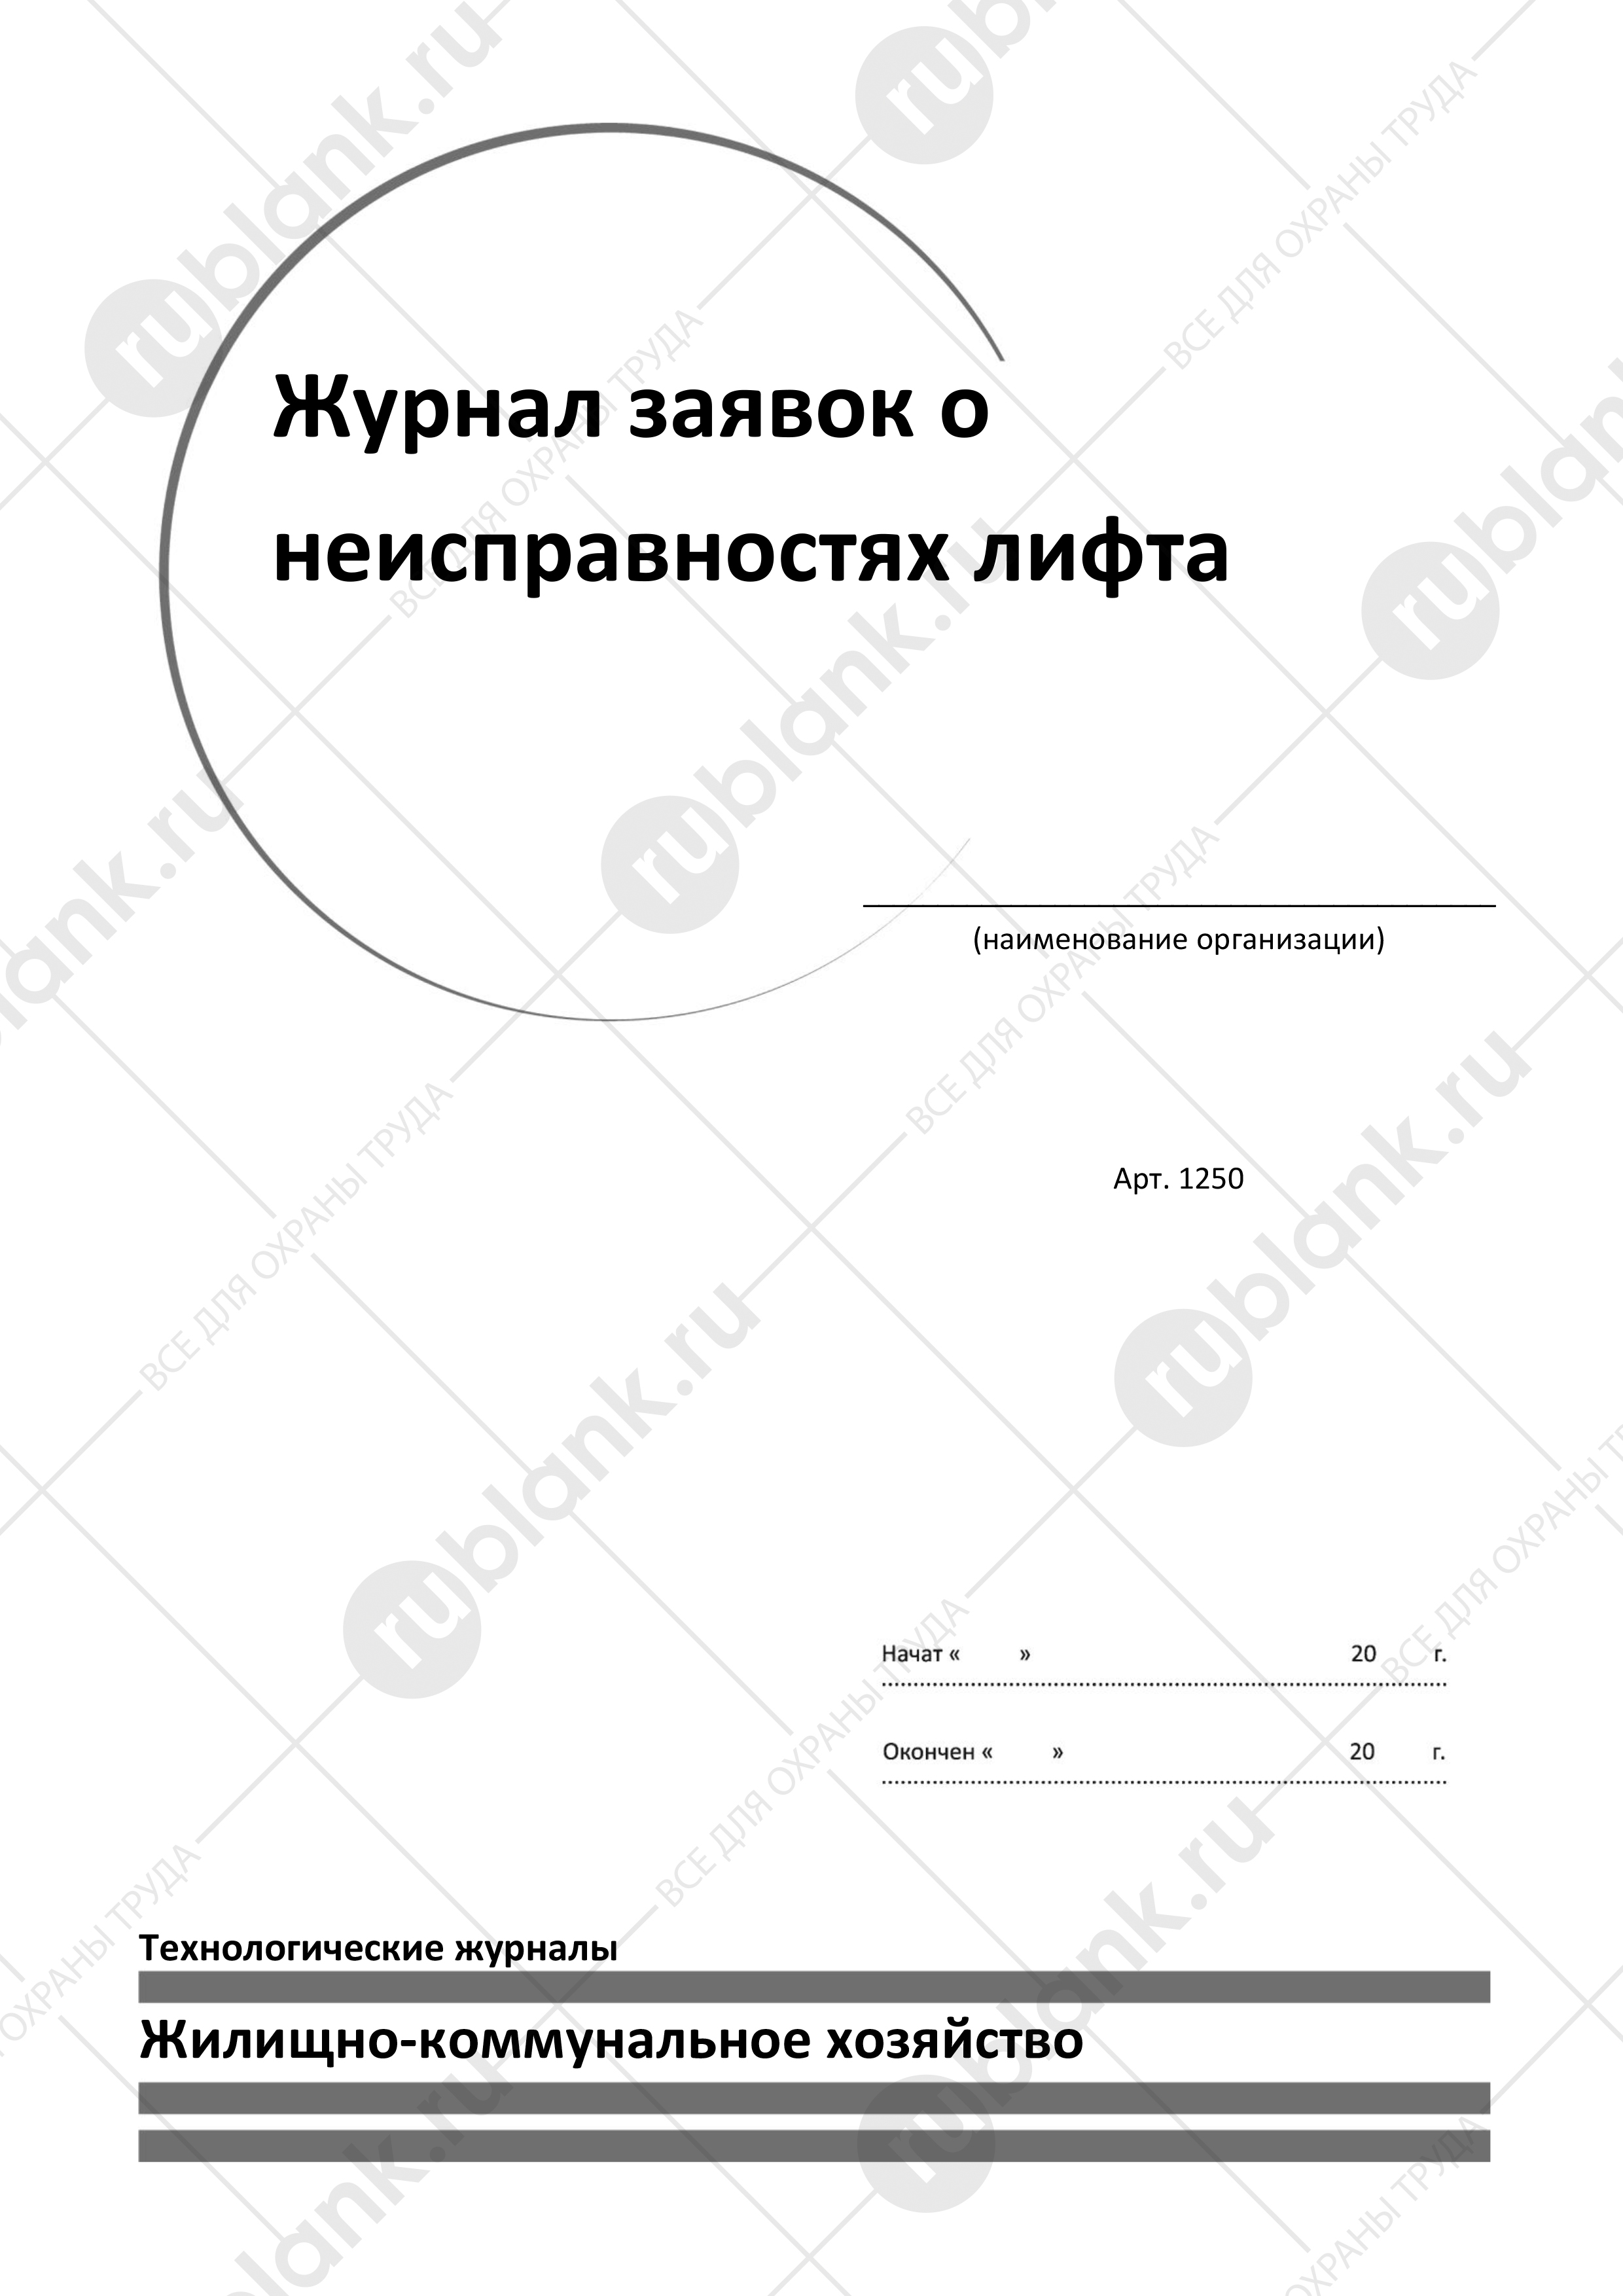 Журнал заявок о
неисправностях лифта
(наименование организации)
Арт. 1250
Начат « » 20 г.
Окончен « » 20 г.
Технологические журналы
Жилищно-коммунальное хозяйство
rublank.ru
ВСЕ ДЛЯ ОХРАНЫ ТРУДА